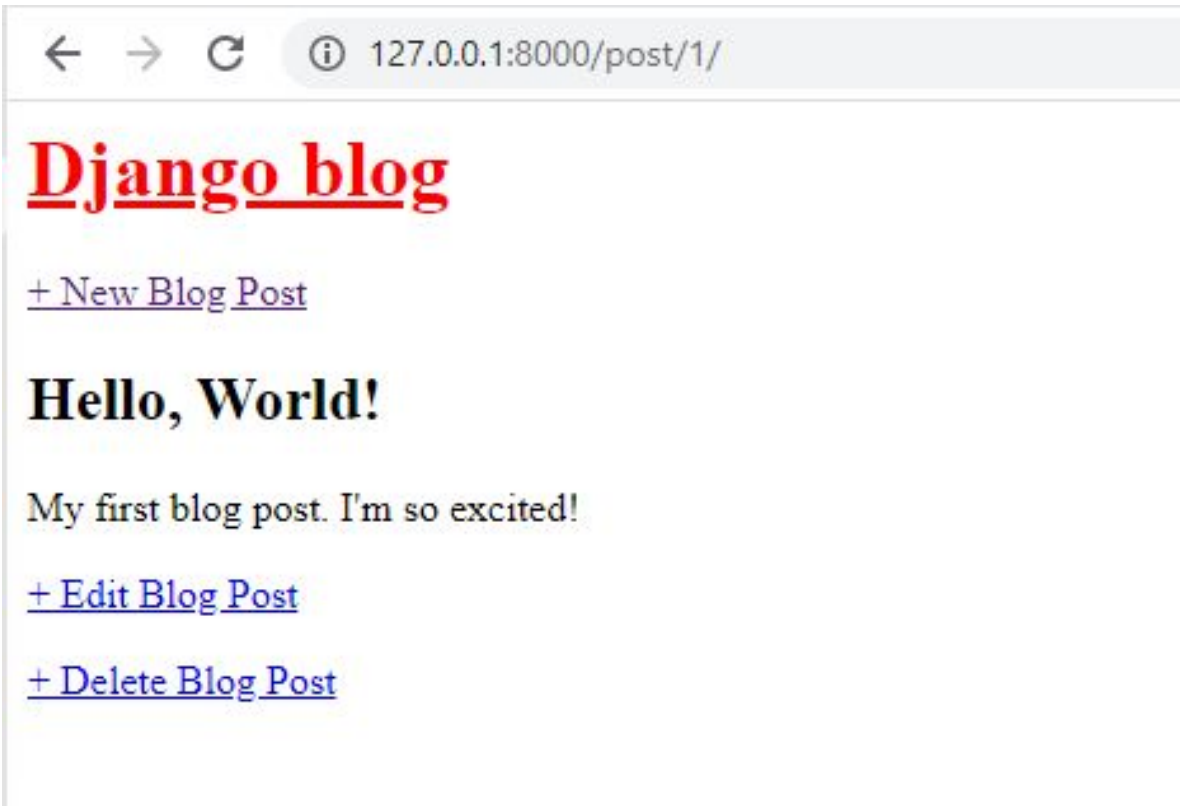 127.0.0.1:8000/post/1/
Django blog
+ New Blog Post
Hello, World!
My first blog post. I'm so excited!
+ Edit Blog Post
+ Delete Blog Post